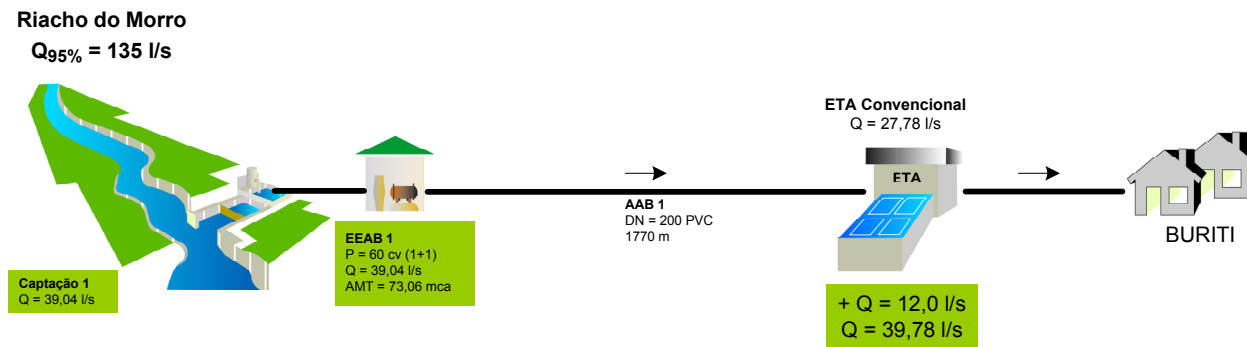 Riacho do Morro
Q95% = 135 l/s
ETA Convencional
Q = 27,78 l/s
ETA
AAB 1
DN = 200 PVC
1770 m
BURITI
EEAB 1
P = 60 cv (1+1)
Q = 39,04 l/s
AMT = 73,06 mca
Captação 1
Q = 39,04 l/s
+ Q = 12,0 l/s
Q = 39,78 l/s